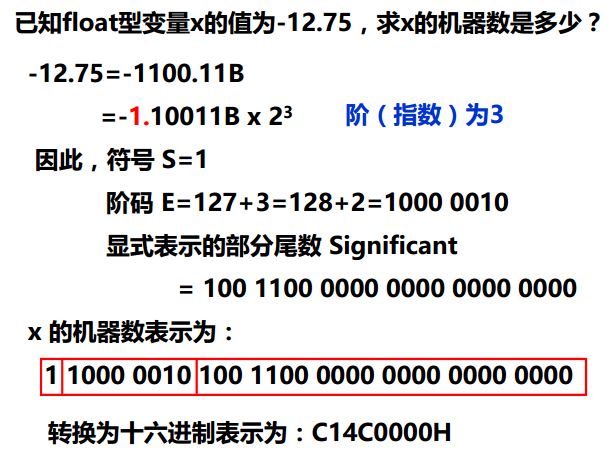 已知float型变量x的值为-12.75，求x的机器数是多少？
-12.75=-1100.11B
=-1.10011B x 2³ 阶（指数）为3
因此，符号 S=1
阶码 E=127+3=128+2=1000 0010
显式表示的部分尾数 Significant
= 100 1100 0000 0000 0000 0000
x 的机器数表示为：
1 1000 0010 100 1100 0000 0000 0000 0000
转换为十六进制表示为：C14C0000H